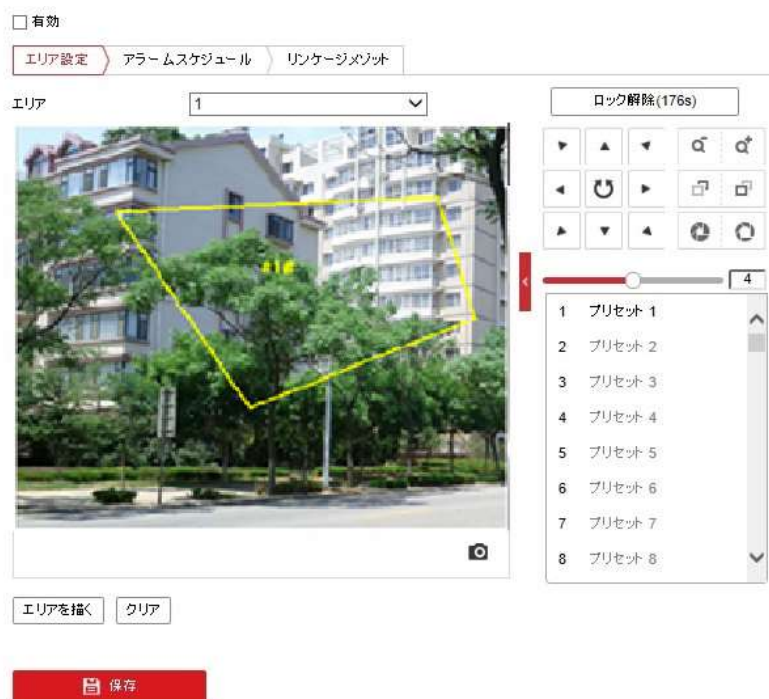 有効
エリア設定
アラームスケジュール
リンケージメソット
エリア
1
ロック解除(176s)
#1#
4
1 プリセット 1
2 プリセット 2
3 プリセット 3
4 プリセット 4
5 プリセット 5
6 プリセット 6
7 プリセット 7
8 プリセット 8
エリアを描く
クリア
保存